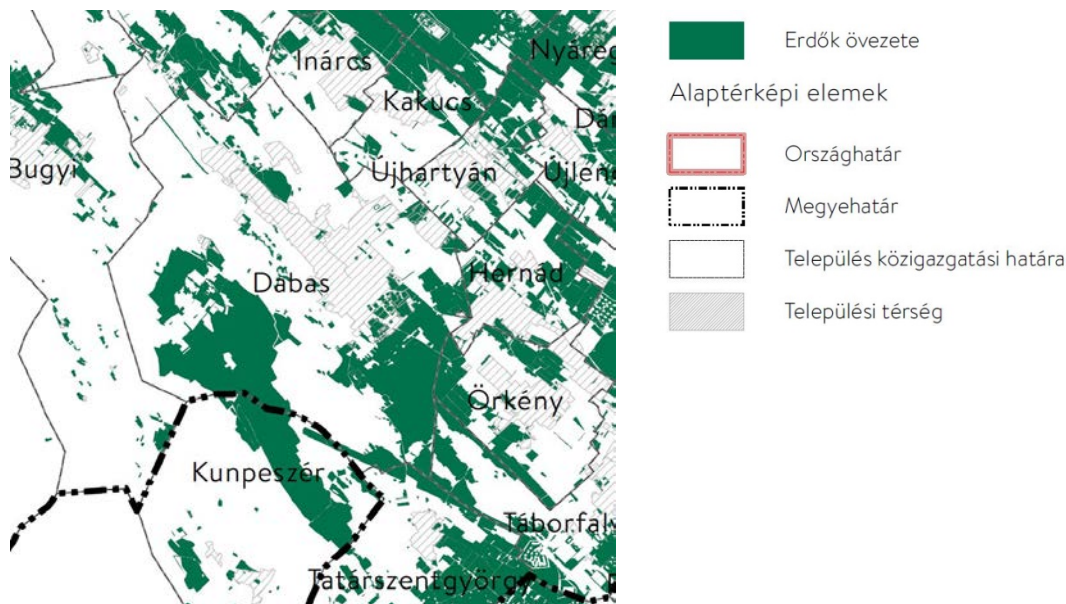 Inárcs
Kakucs
Bugyi
Újhartyán
Dabas
Hernád
Örkény
Kunpeszér
Tatárszentgyörgy
Erdők övezete
Alaptérképi elemek
Országhatár
Megyehatár
Település közigazgatási határa
Települési térség